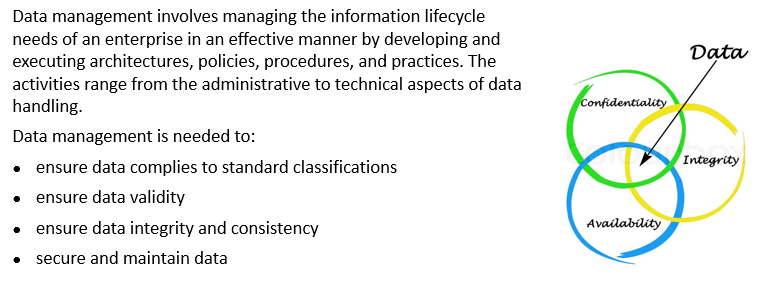 Data management involves managing the information lifecycle
needs of an enterprise in an effective manner by developing and
executing architectures, policies, procedures, and practices. The
activities range from the administrative to technical aspects of data
handling.
Data management is needed to:
• ensure data complies to standard classifications
• ensure data validity
• ensure data integrity and consistency
• secure and maintain data
Data
Confidentiality
Integrity
Availability